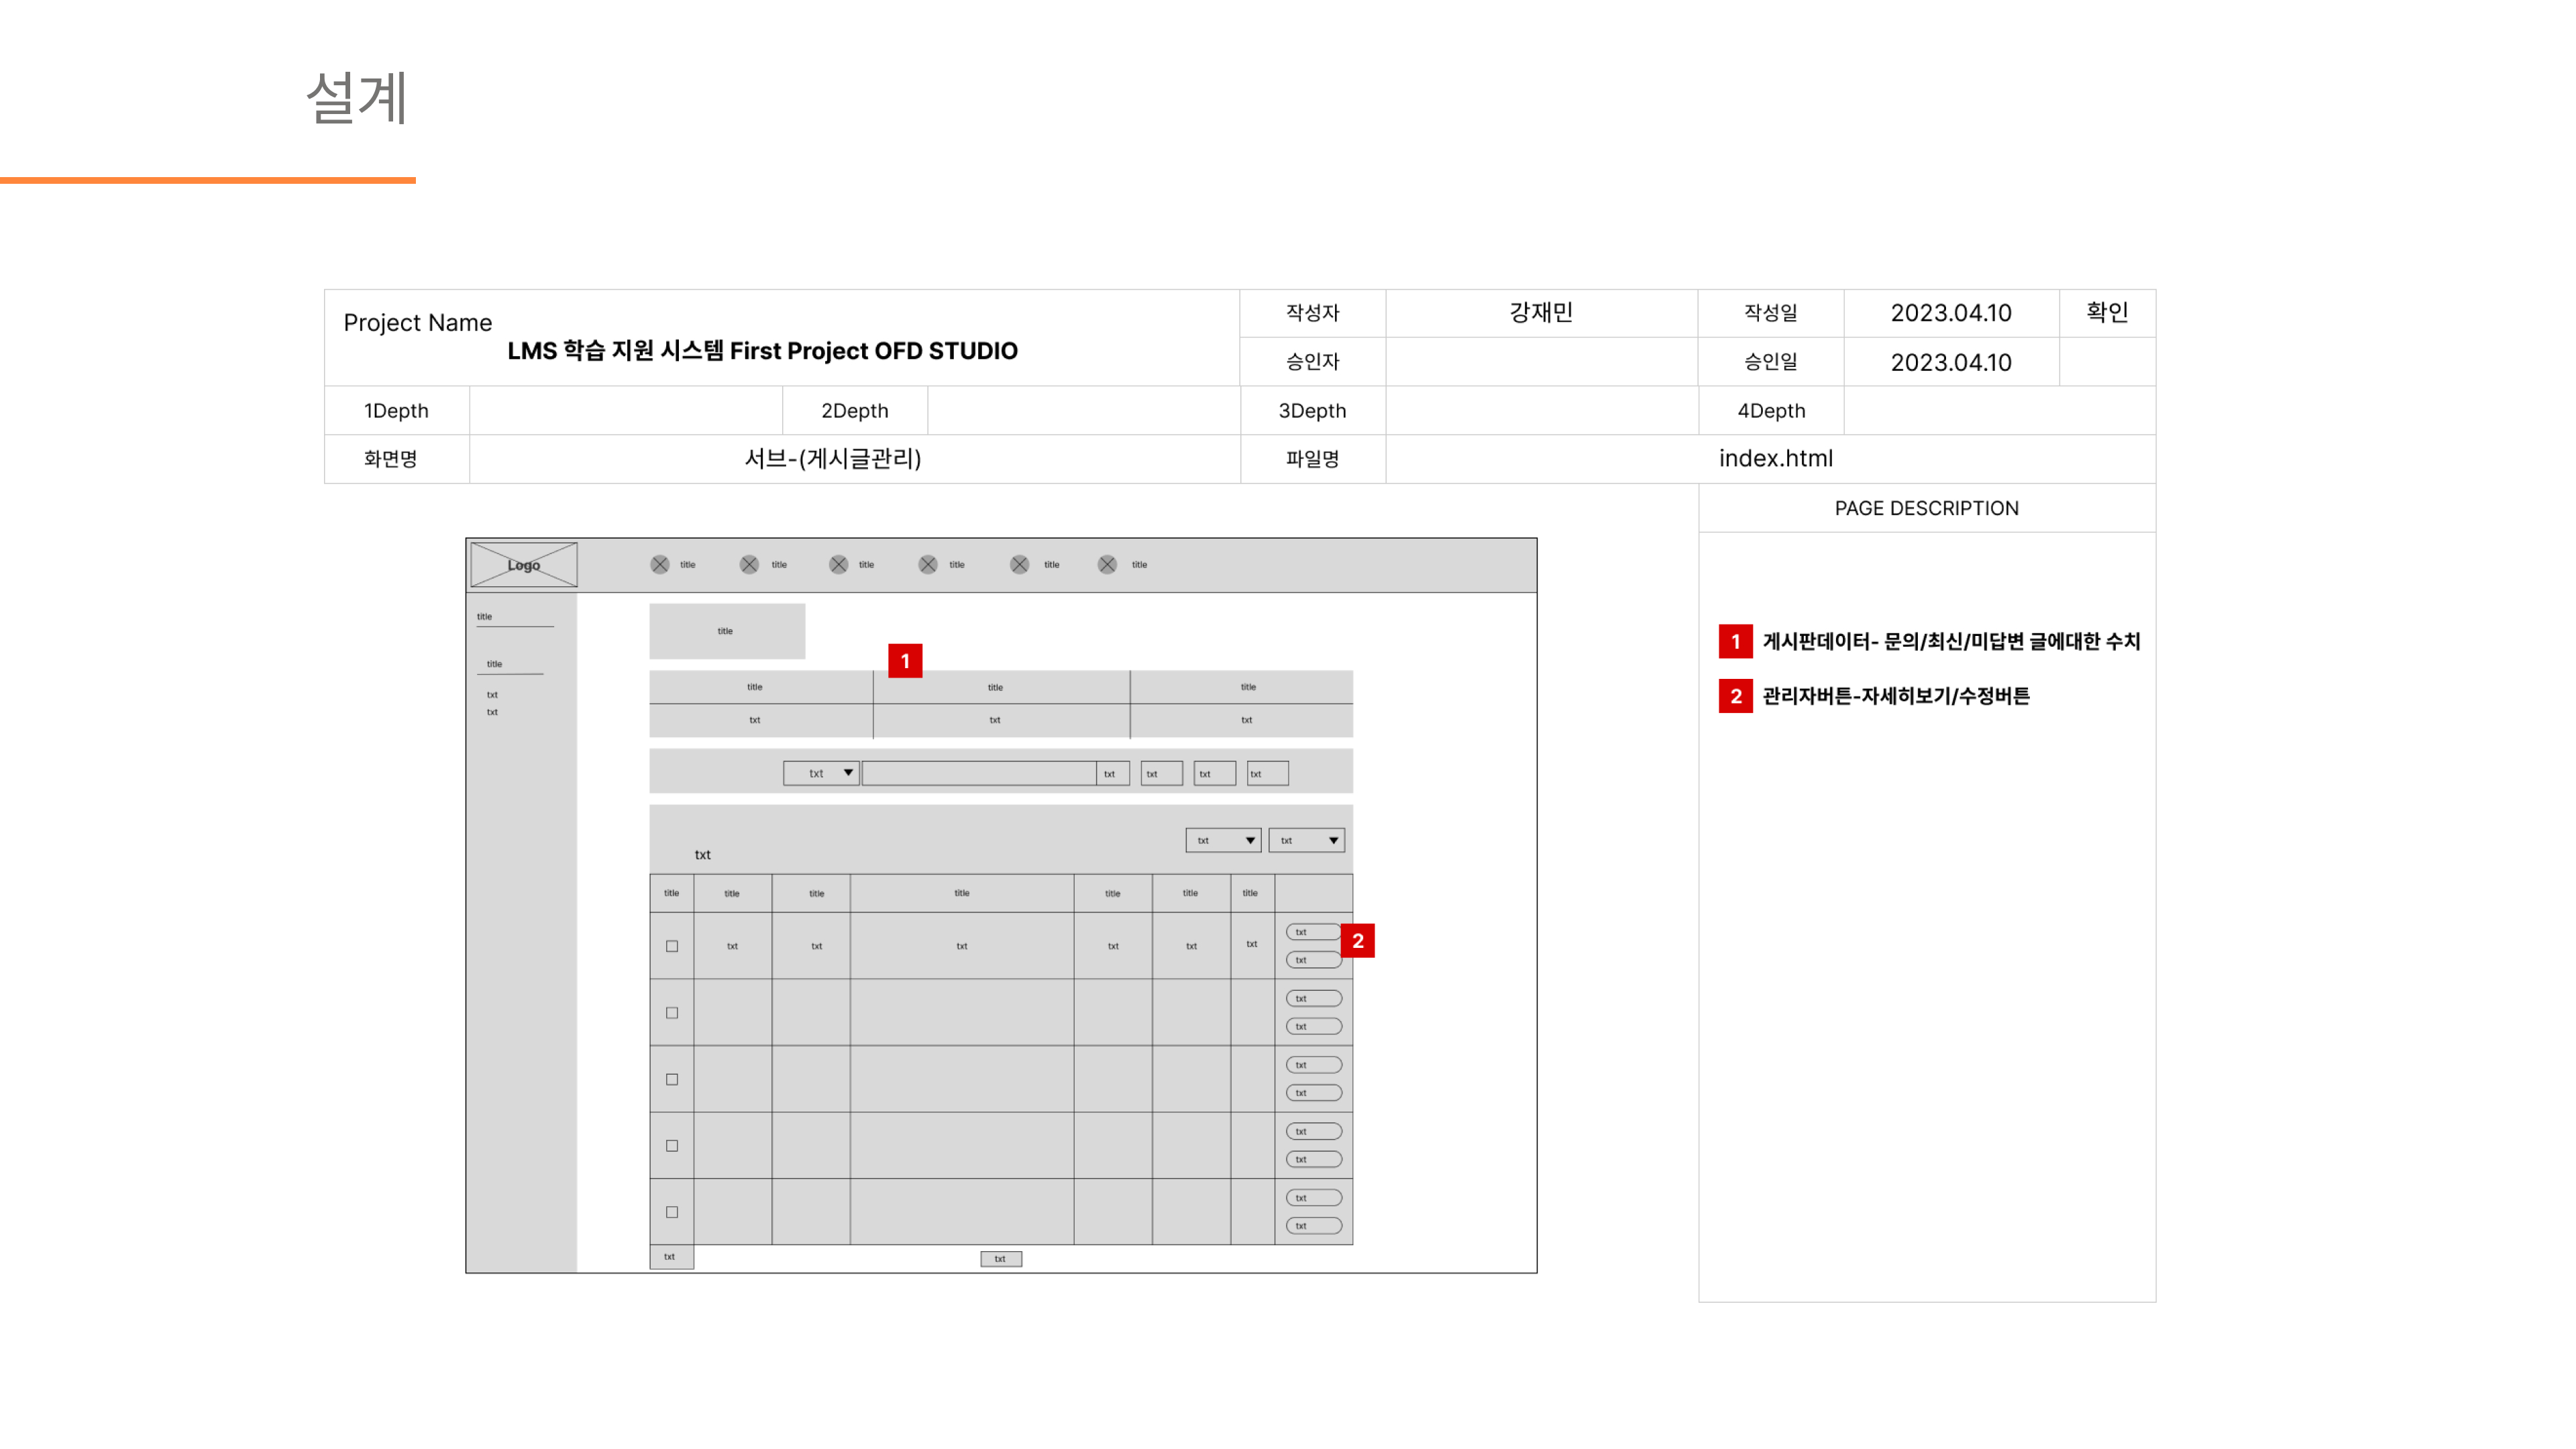 설계
Project Name
LMS 학습 지원 시스템 First Project OFD STUDIO
작성자 강재민 작성일 2023.04.10 확인
승인자 승인일 2023.04.10
1Depth 2Depth 3Depth 4Depth
화면명 서브-(게시글관리) 파일명 index.html
PAGE DESCRIPTION
1 게시판데이터- 문의/최신/미답변 글에대한 수치
2 관리자버튼-자세히보기/수정버튼
Logo title title title title title title
title
title
txt
txt
title
1
title title title
txt txt txt
txt txt txt txt txt
txt txt
txt
title title title title title title title
txt txt txt txt txt txt txt
2
txt
txt
txt
txt
txt
txt
txt
txt
txt
txt txt